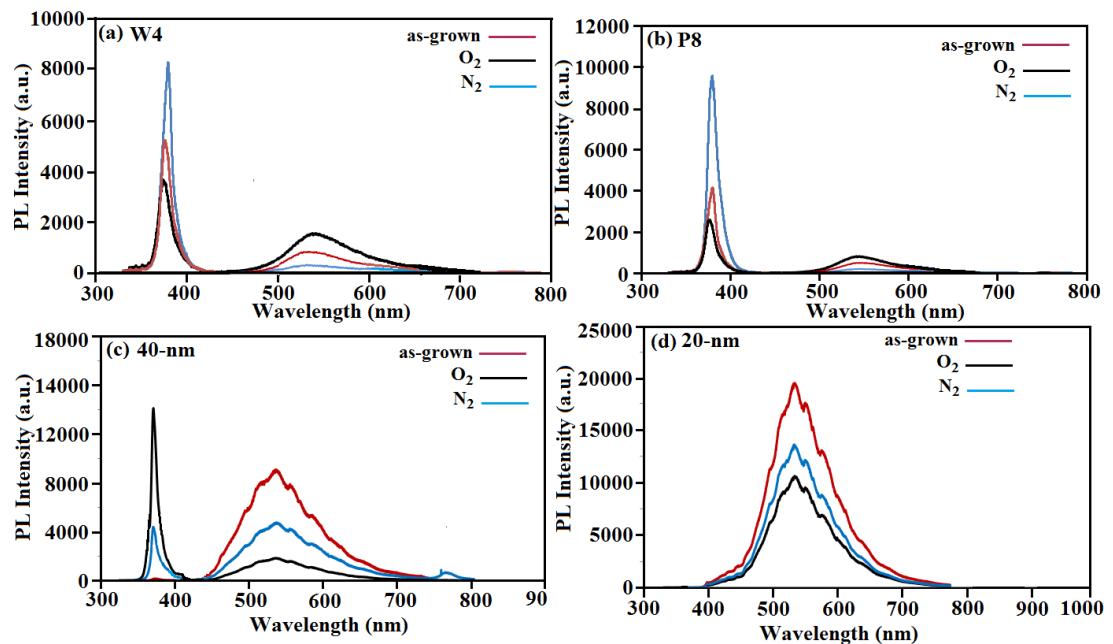 (a) W4
as-grown
O₂
N₂
PL Intensity (a.u.)
10000
8000
6000
4000
2000
0
300 400 500 600 700 800
Wavelength (nm)
(b) P8
as-grown
O₂
N₂
PL Intensity (a.u.)
12000
10000
8000
6000
4000
2000
0
300 400 500 600 700 800
Wavelength (nm)
(c) 40-nm
as-grown
O₂
N₂
PL Intensity (a.u.)
18000
14000
12000
8000
4000
0
300 400 500 600 700 800 90
Wavelength (nm)
(d) 20-nm
as-grown
O₂
N₂
PL Intensity (a.u.)
25000
20000
15000
10000
5000
0
300 400 500 600 700 800 900 1000
Wavelength (nm)